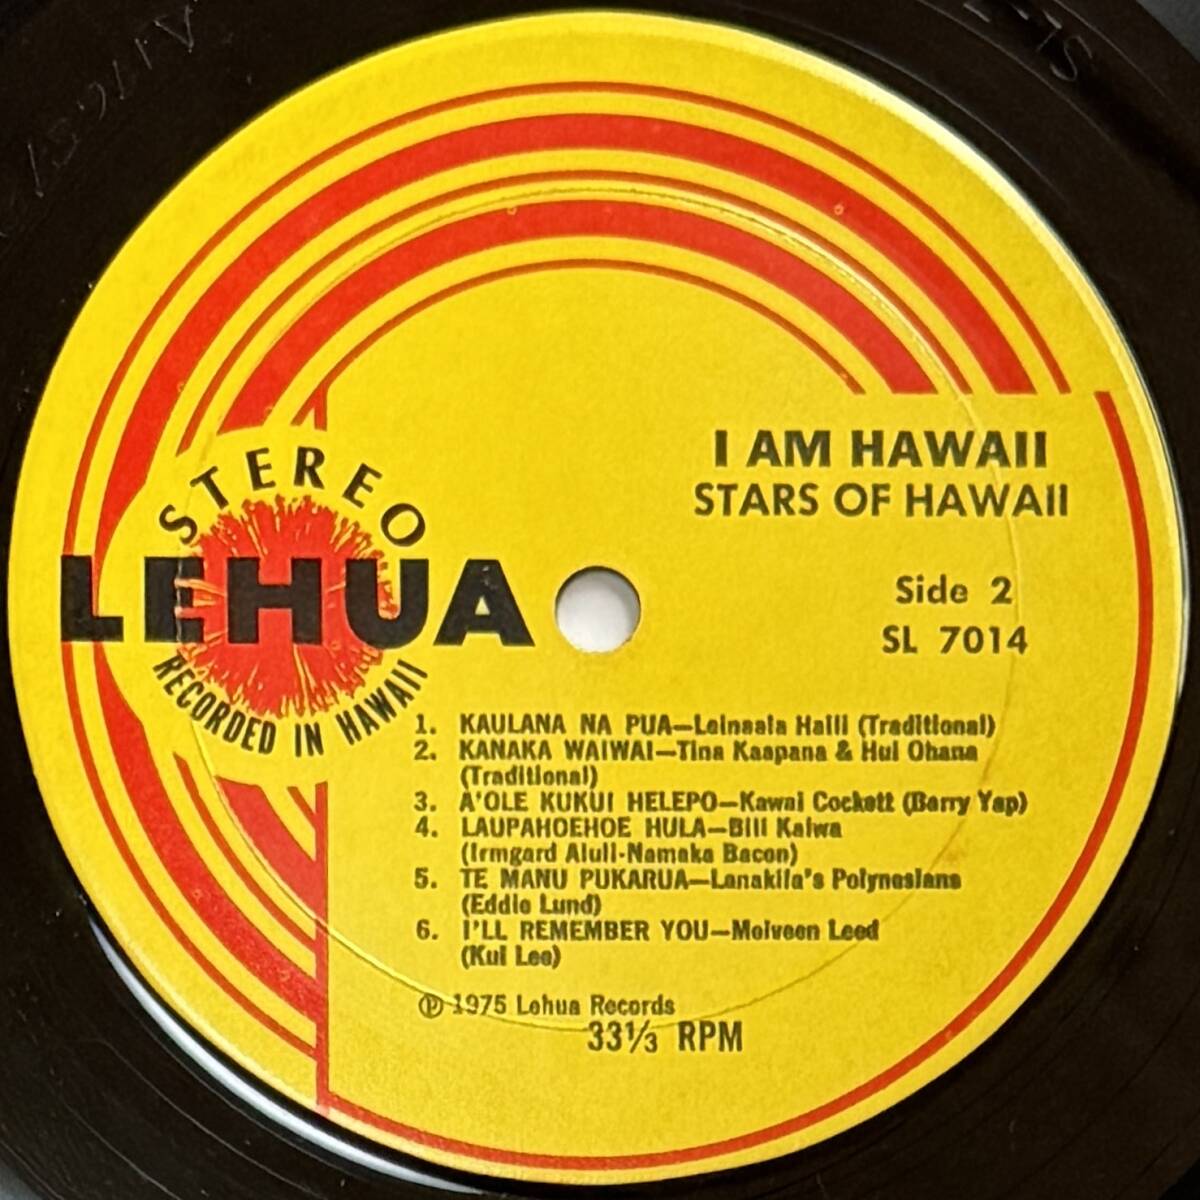 STEREO
LEHUA
RECORDED IN HAWAII
I AM HAWAII
STARS OF HAWAII
Side 2
SL 7014
1. KAULANA NA PUA—Leinaala Haili (Traditional)
2. KANAKA WAIWAI—Tina Kaapana & Hui Ohana
(Traditional)
3. A'OLE KUKUI HELEPO—Kawai Cockett (Barry Yap)
4. LAUPAHOEHOE HULA—Bill Kaiwa
(Irmgard Aluli-Namaka Bacon)
5. TE MANU PUKARUA—Lanakila's Polynesians
(Eddie Lund)
6. I'LL REMEMBER YOU—Melveen Leed
(Kui Lee)
Ⓟ 1975 Lehua Records
33⅓ RPM